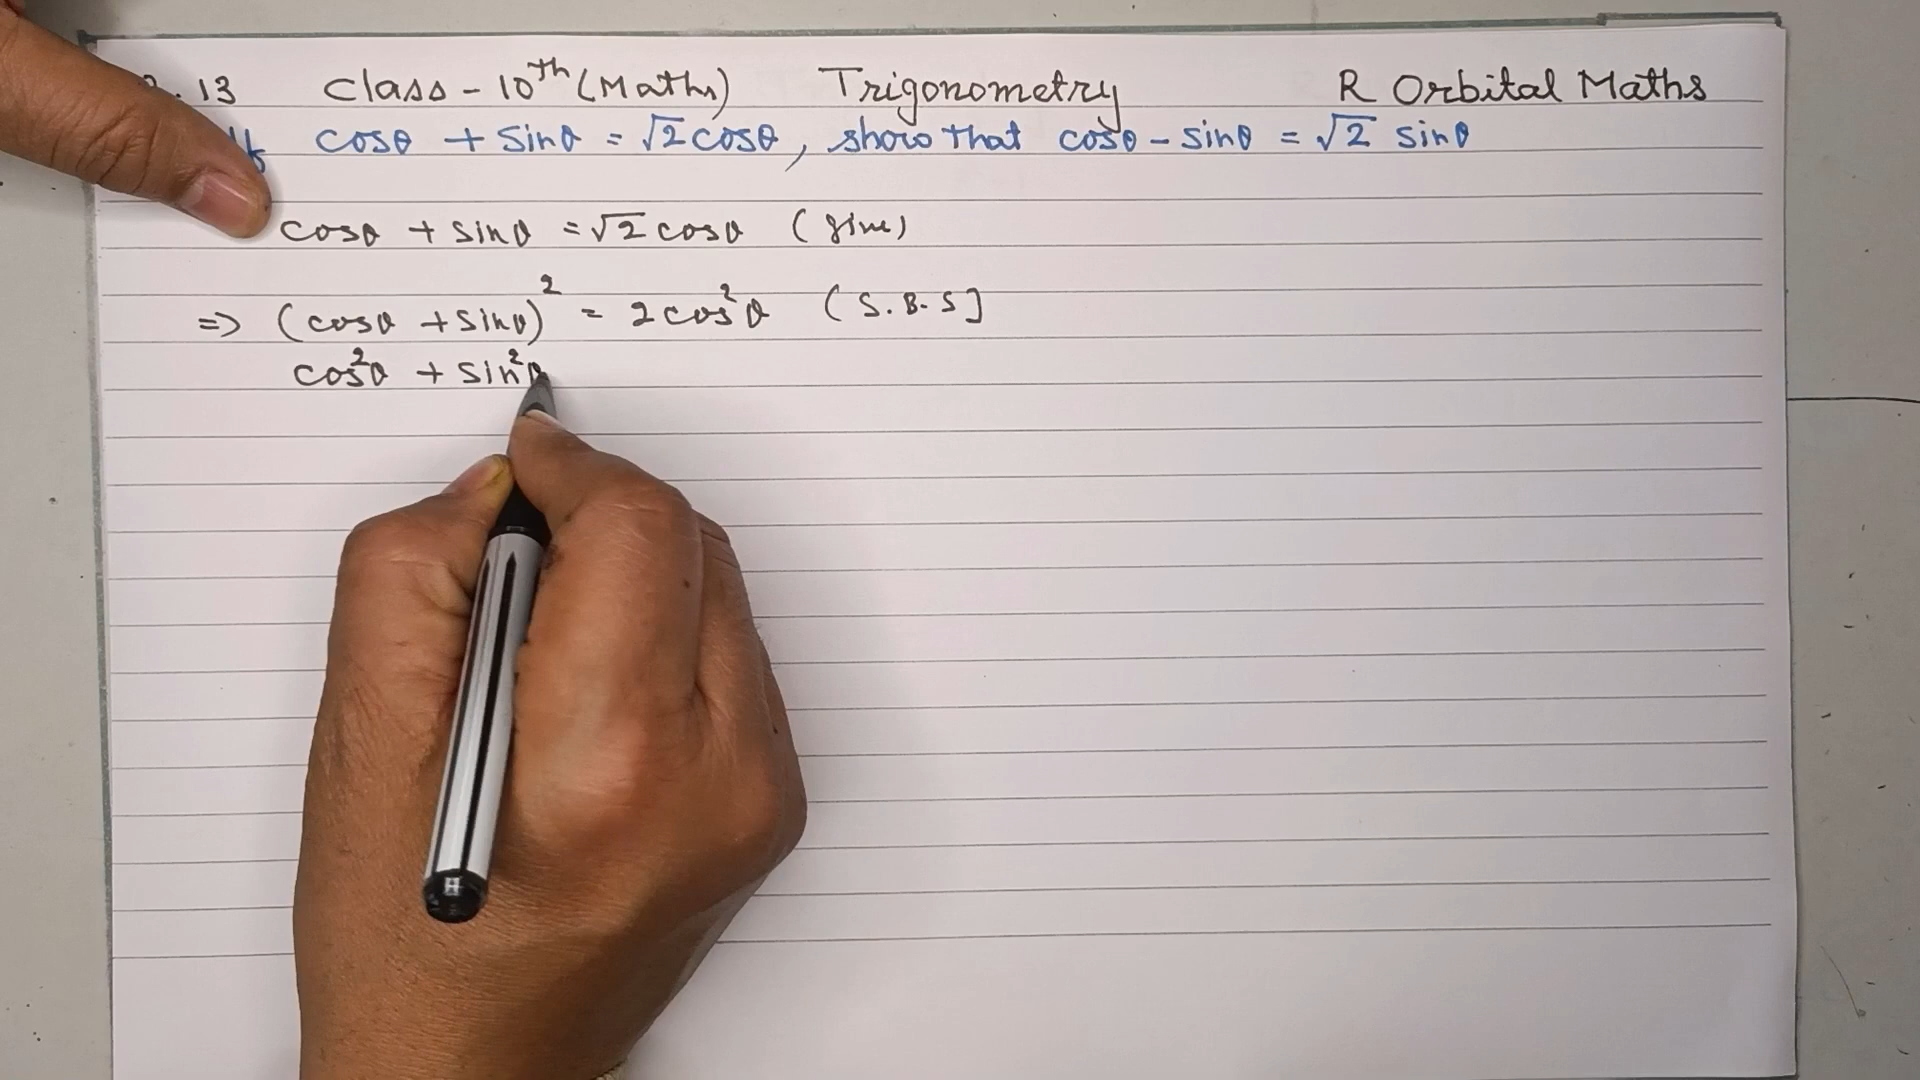 . 13 Class - 10th (Maths) Trigonometry R Orbital Maths
If cosθ + sinθ = √2 cosθ, show that cosθ - sinθ = √2 sinθ
cosθ + sinθ = √2 cosθ (give)
=> (cosθ + sinθ)² = 2cos²θ (S.B.S]
cos²θ + sin²θ